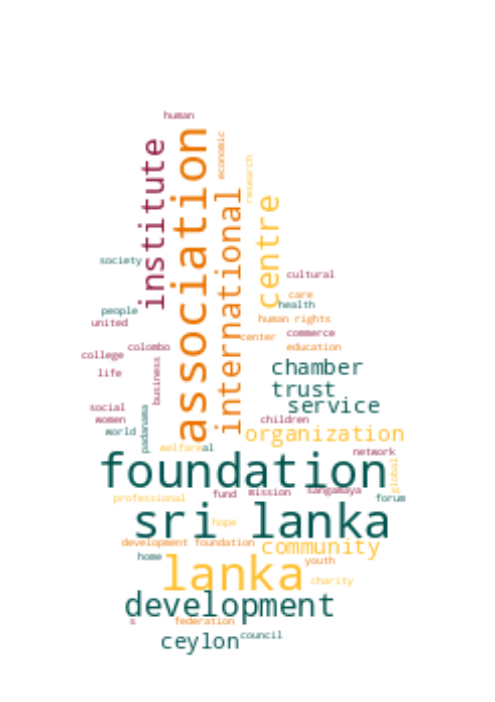 human
institute
association
economic
international
research
centre
society
cultural
care
health
people
human rights
united
commerce
center
education
colombo
college
business
chamber
life
trust
service
social
padanama
women
children
world
organization
welfare
al
network
foundation
global
fund
mission
sangamaya
professional
forum
sri lanka
hope
development foundation
community
home
youth
lanka
charity
development
s
federation
ceylon
council